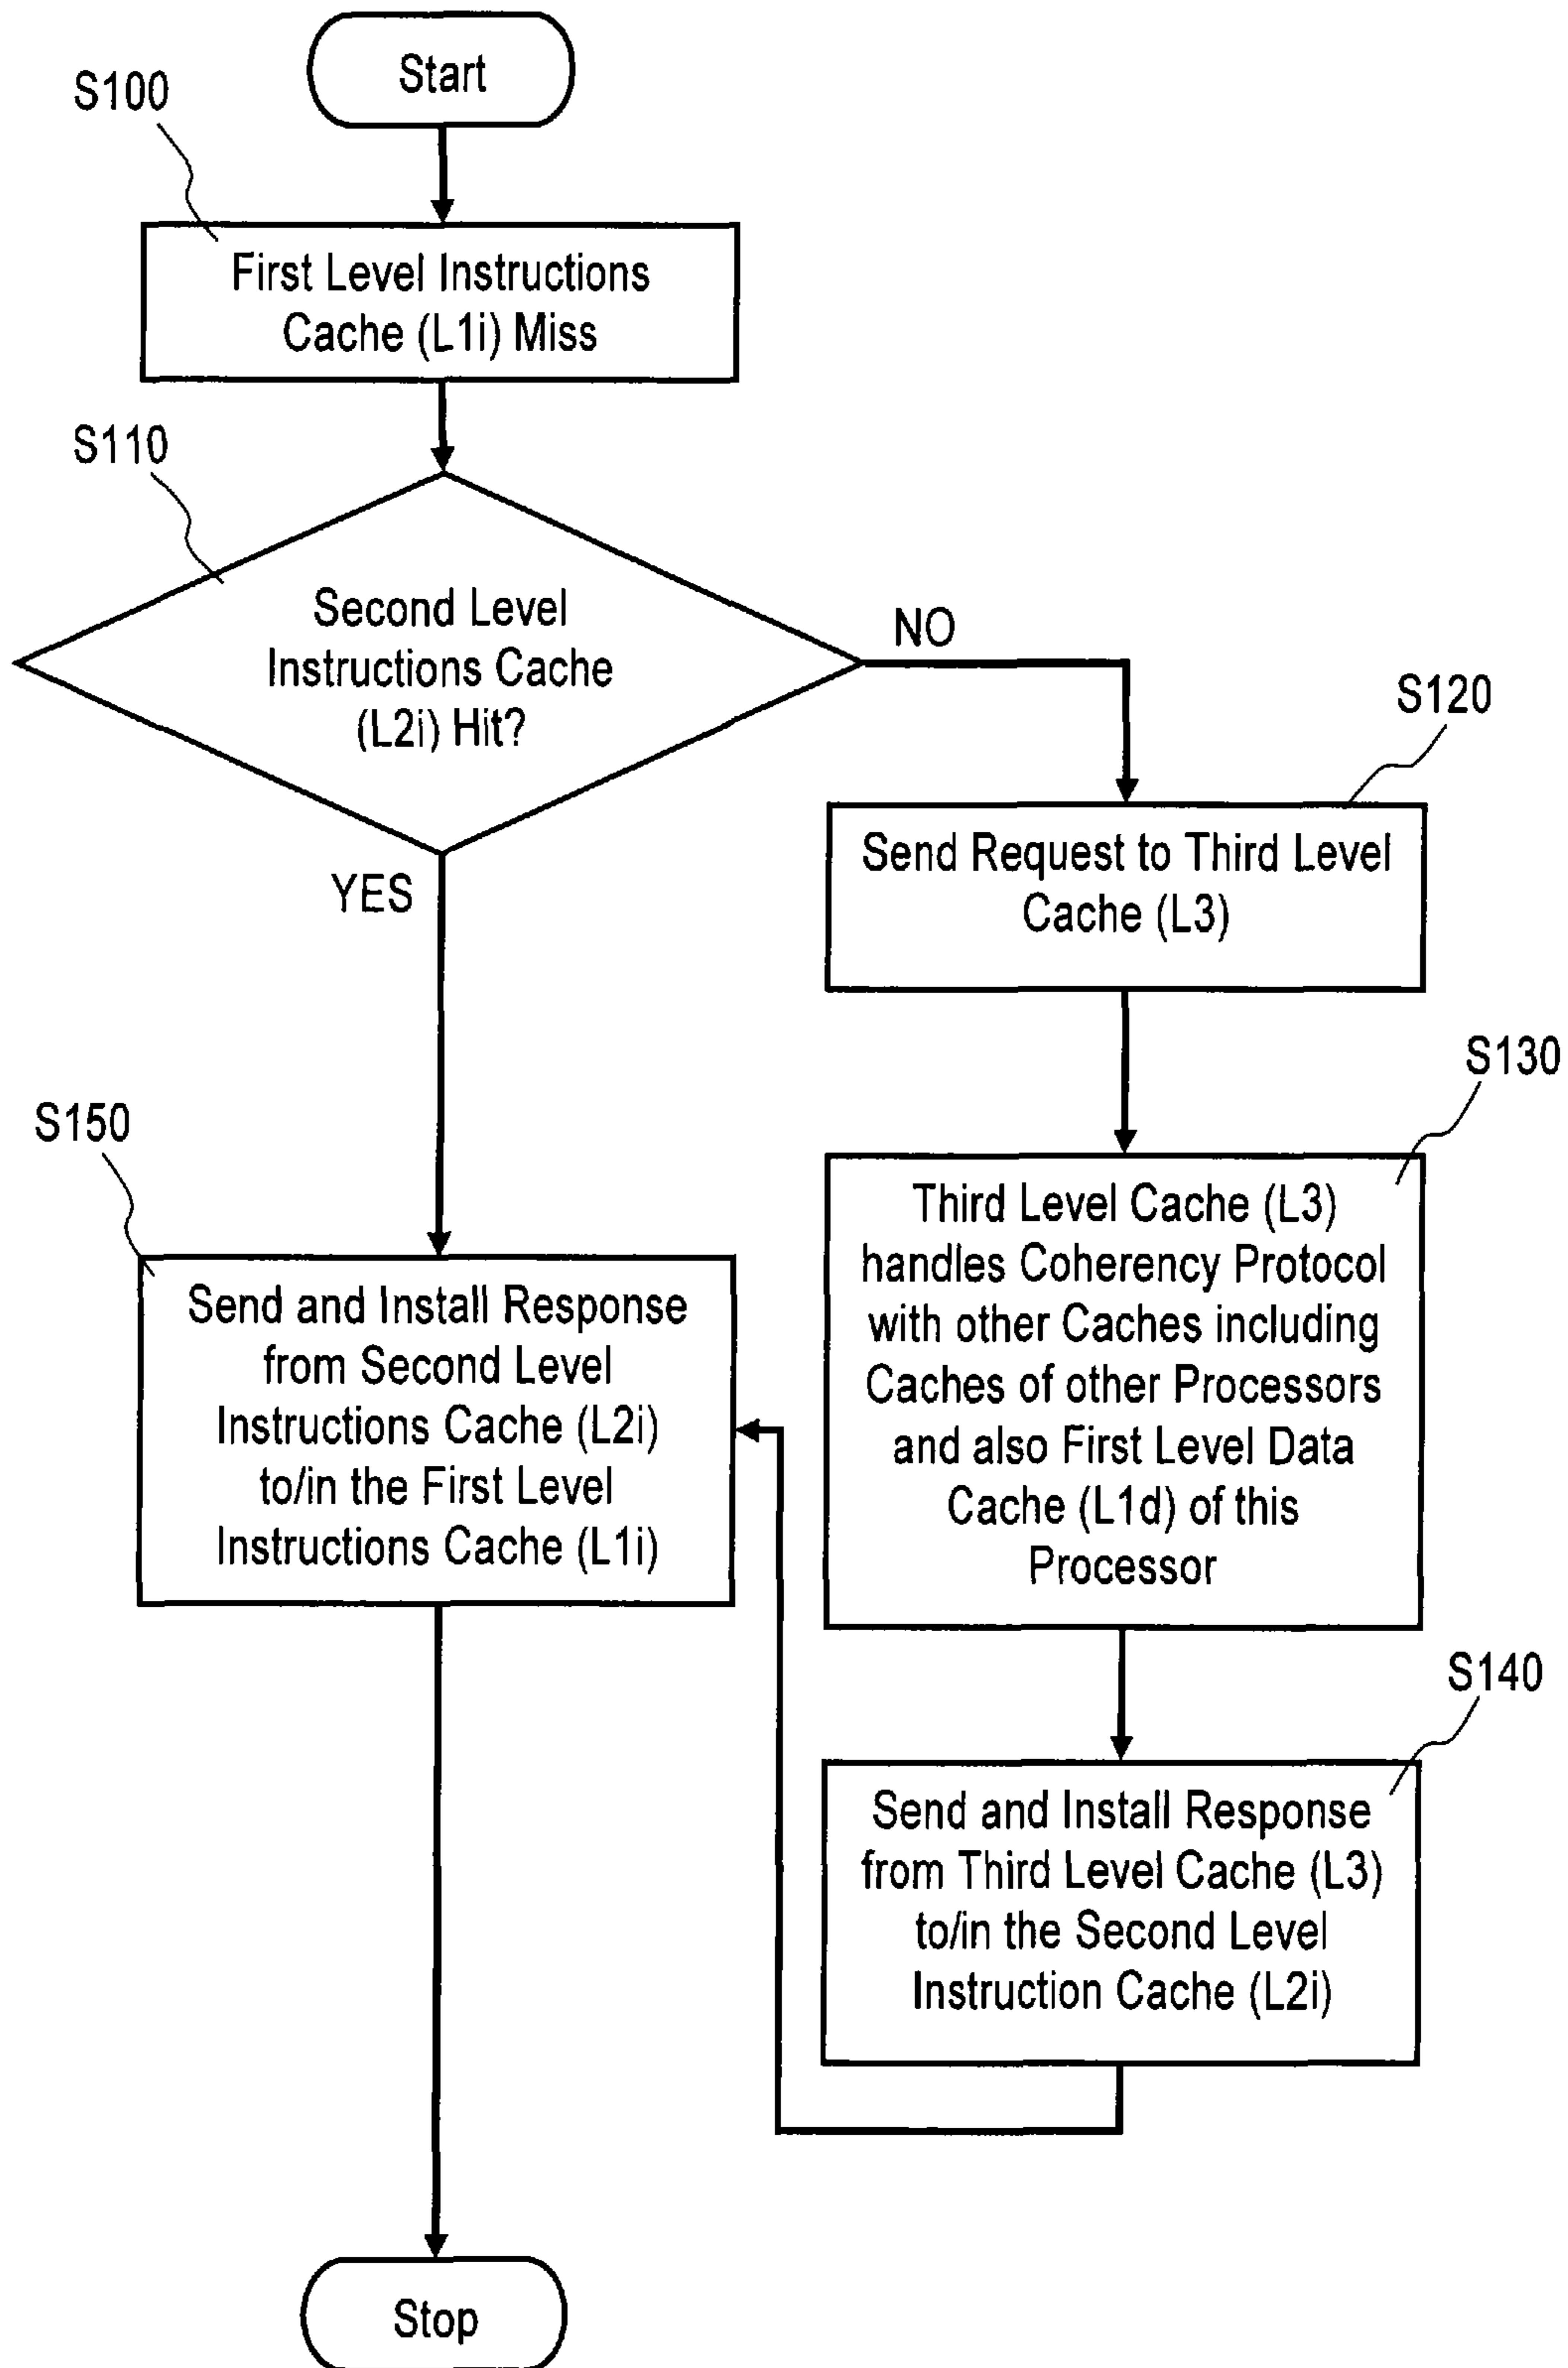 Start
S100
First Level Instructions
Cache (L1i) Miss
S110
Second Level
Instructions Cache
(L2i) Hit?
NO
YES
S120
Send Request to Third Level
Cache (L3)
S130
Third Level Cache (L3)
handles Coherency Protocol
with other Caches including
Caches of other Processors
and also First Level Data
Cache (L1d) of this
Processor
S150
Send and Install Response
from Second Level
Instructions Cache (L2i)
to/in the First Level
Instructions Cache (L1i)
S140
Send and Install Response
from Third Level Cache (L3)
to/in the Second Level
Instruction Cache (L2i)
Stop